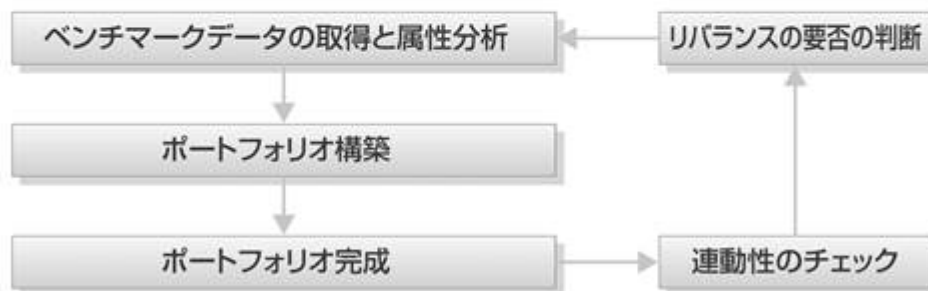 ベンチマークデータの取得と属性分析
リバランスの要否の判断
ポートフォリオ構築
ポートフォリオ完成
連動性のチェック